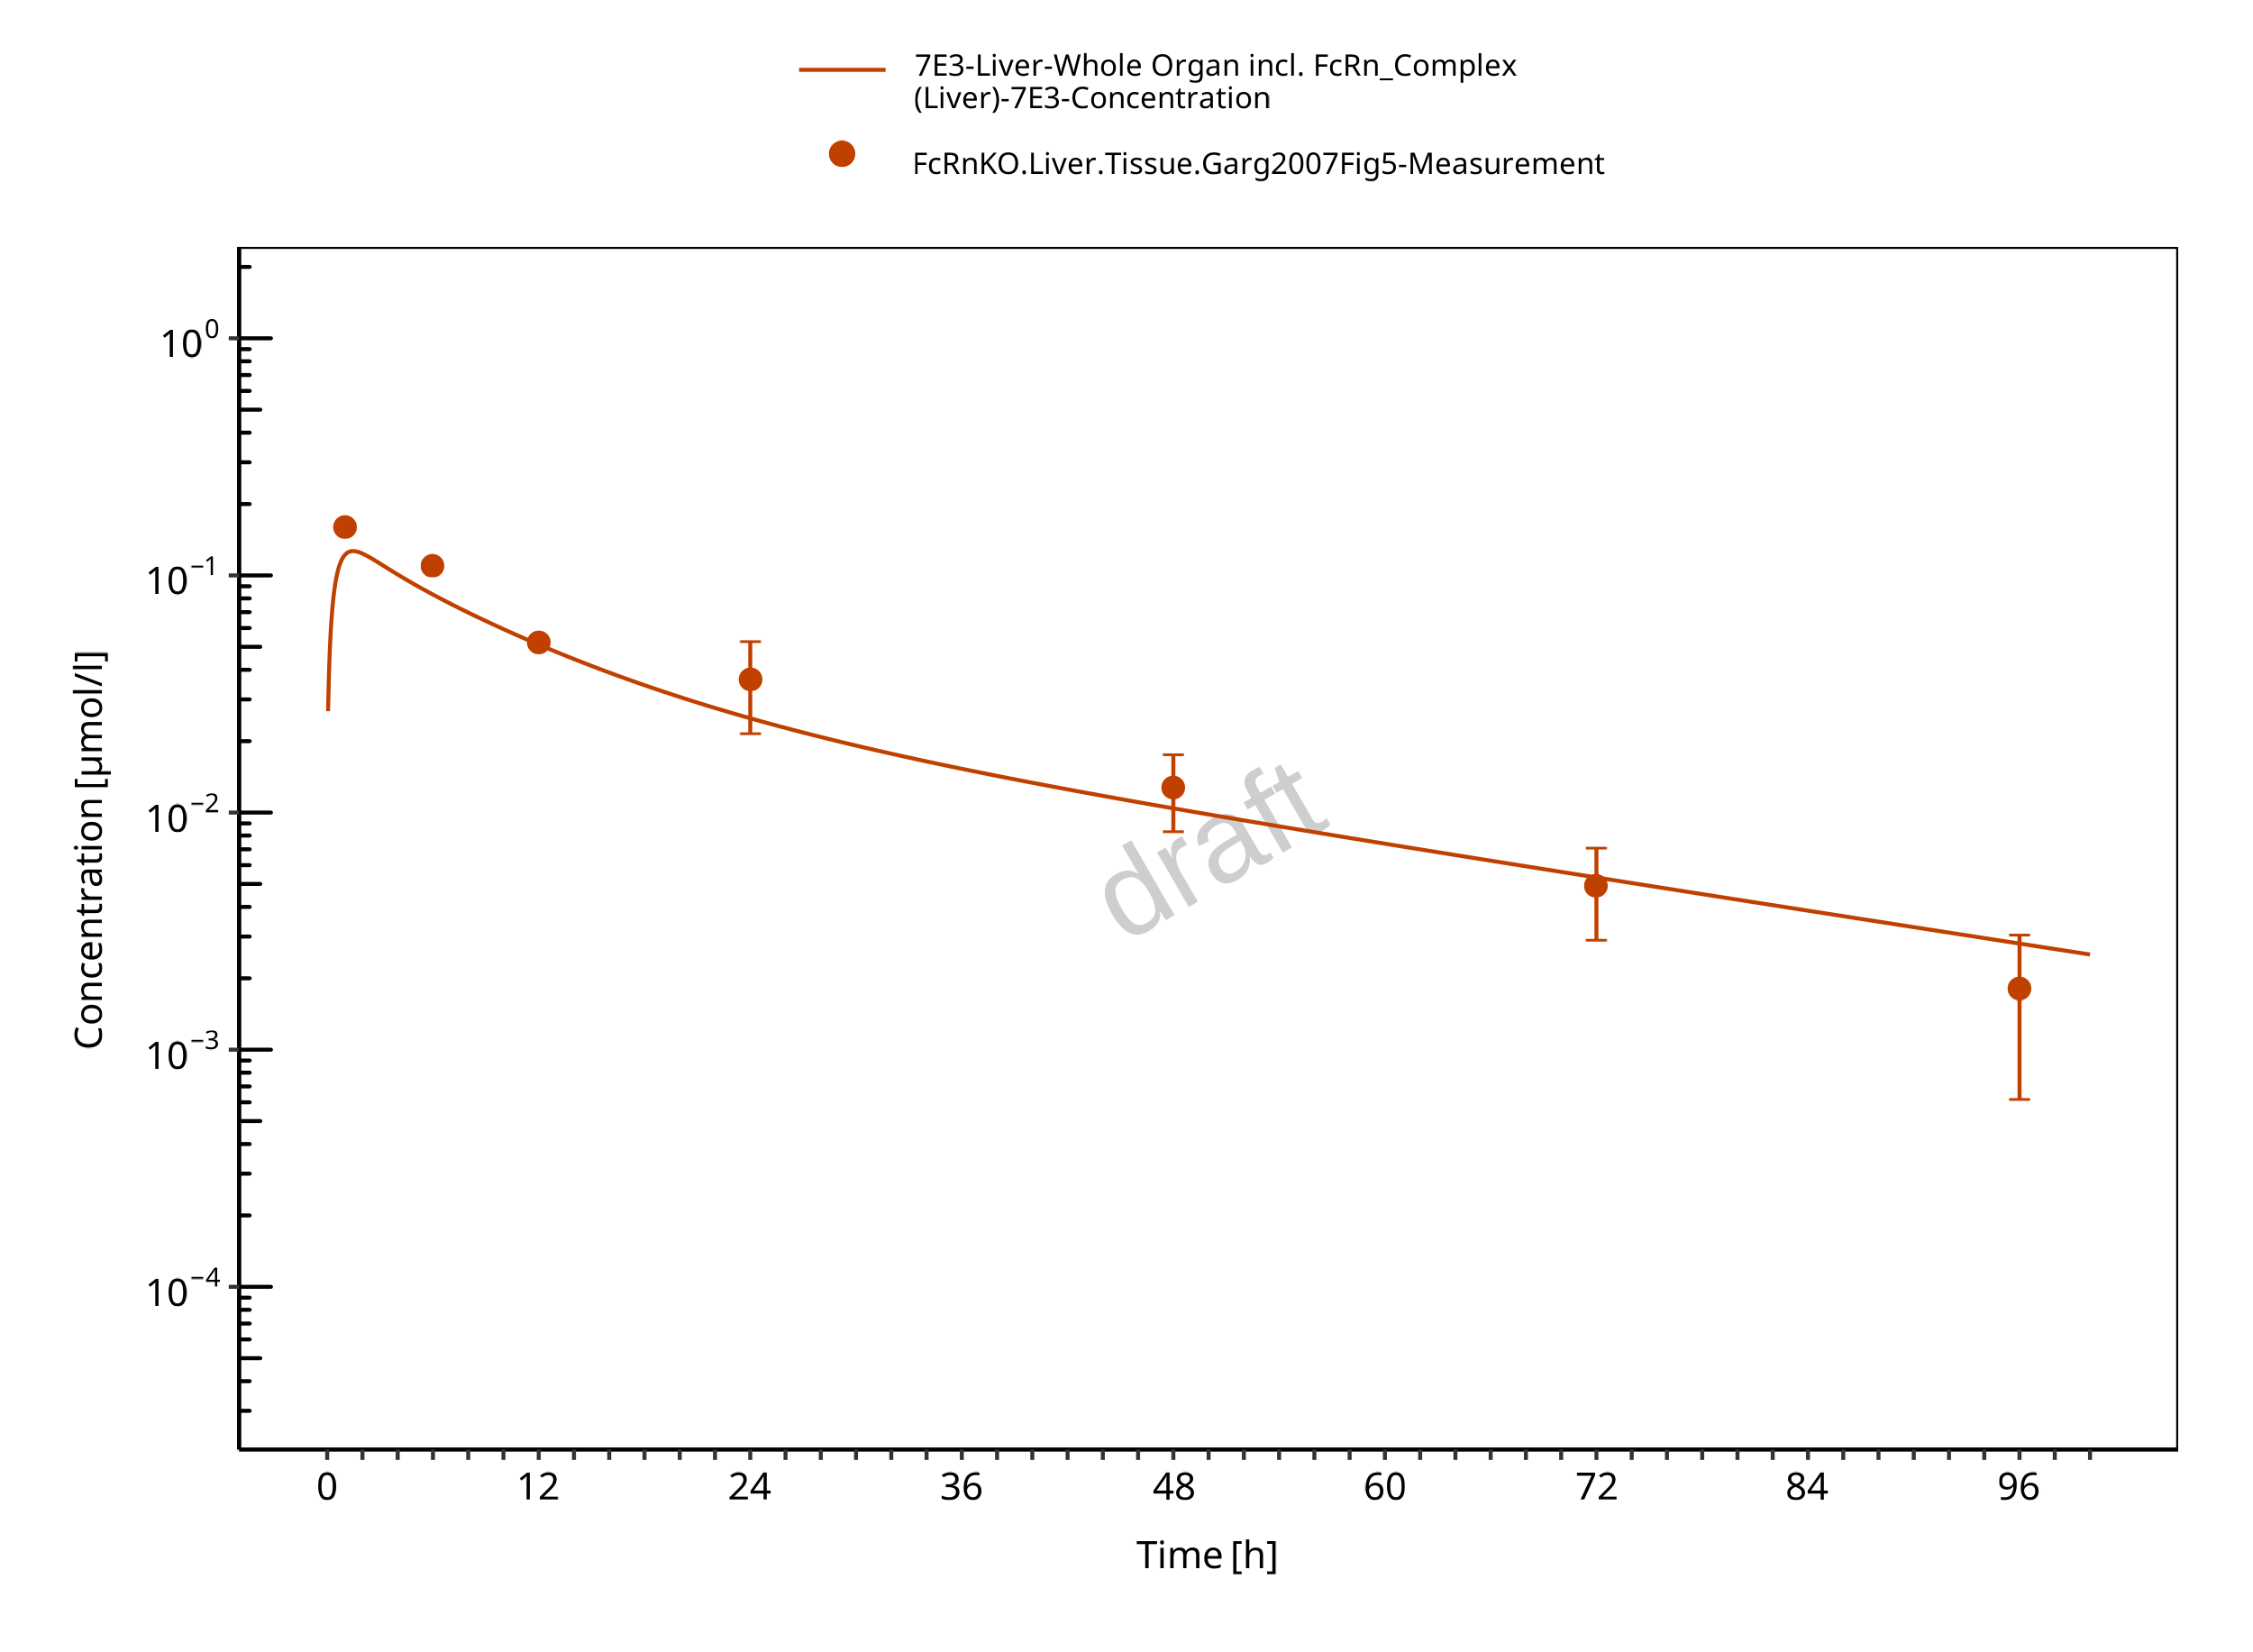 7E3-Liver-Whole Organ incl. FcRn_Complex
(Liver)-7E3-Concentration
FcRnKO.Liver.Tissue.Garg2007Fig5-Measurement
10⁰
10⁻¹
10⁻²
10⁻³
10⁻⁴
Concentration [µmol/l]
draft
0 12 24 36 48 60 72 84 96
Time [h]